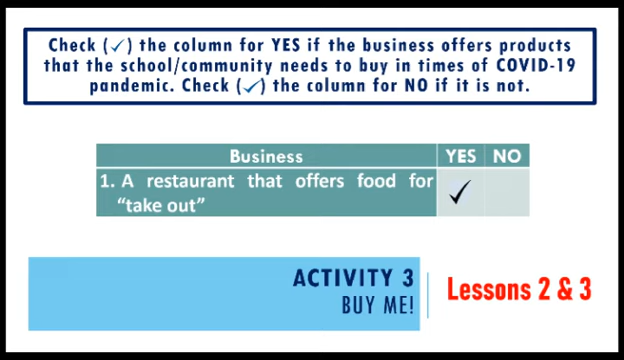 Check (✓) the column for YES if the business offers products
that the school/community needs to buy in times of COVID-19
pandemic. Check (✓) the column for NO if it is not.
Business YES NO
1. A restaurant that offers food for ✓
"take out"
ACTIVITY 3
BUY ME!
Lessons 2 & 3